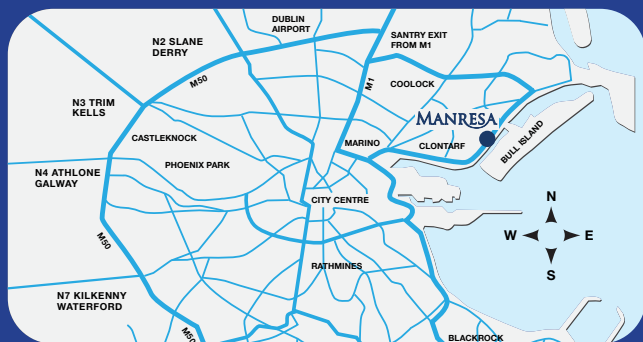 DUBLIN
AIRPORT
N2 SLANE
DERRY
SANTRY EXIT
FROM M1
M50
M1
COOLOCK
N3 TRIM
KELLS
MANRESA
CASTLEKNOCK
MARINO
CLONTARF
BULL ISLAND
PHOENIX PARK
N4 ATHLONE
GALWAY
CITY CENTRE
N
W
E
S
M50
RATHMINES
N7 KILKENNY
WATERFORD
M50
BLACKROCK